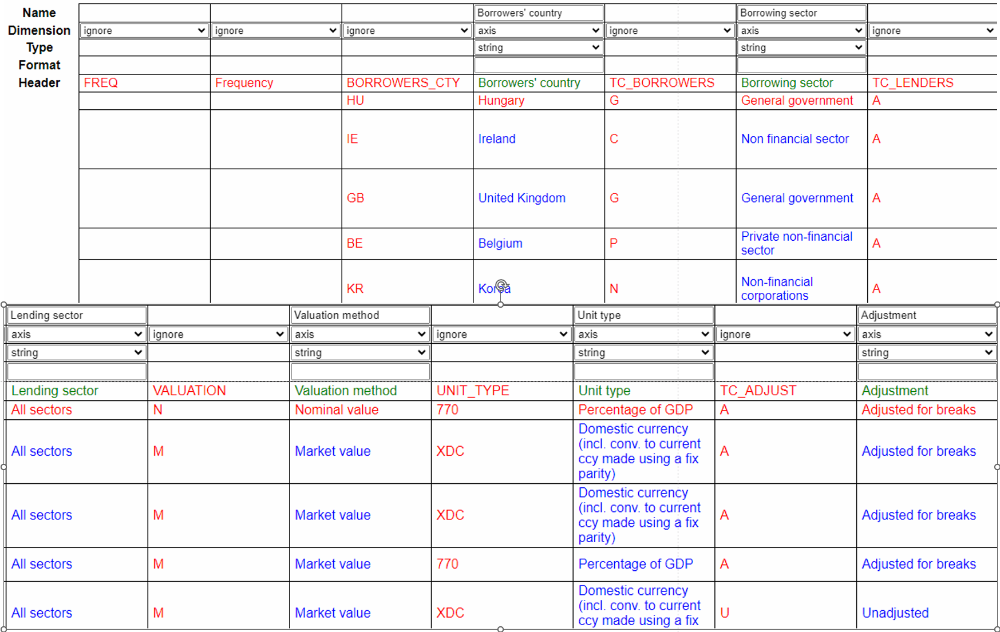 Name Borrowers' country Borrowing sector
Dimension ignore ignore ignore axis ignore axis ignore
Type string string
Format
Header FREQ Frequency BORROWERS_CTY Borrowers' country TC_BORROWERS Borrowing sector TC_LENDERS
HU Hungary G General government A
IE Ireland C Non financial sector A
GB United Kingdom G General government A
BE Belgium P Private non-financial
sector A
KR Korea N Non-financial
corporations A
Lending sector Valuation method Unit type Adjustment
axis ignore axis ignore axis ignore axis
string string string string
Lending sector VALUATION Valuation method UNIT_TYPE Unit type TC_ADJUST Adjustment
All sectors N Nominal value 770 Percentage of GDP A Adjusted for breaks
All sectors M Market value XDC Domestic currency
(incl. conv. to current
ccy made using a fix
parity) A Adjusted for breaks
All sectors M Market value XDC Domestic currency
(incl. conv. to current
ccy made using a fix
parity) A Adjusted for breaks
All sectors M Market value 770 Percentage of GDP A Adjusted for breaks
All sectors M Market value XDC Domestic currency
(incl. conv. to current
ccy made using a fix U Unadjusted